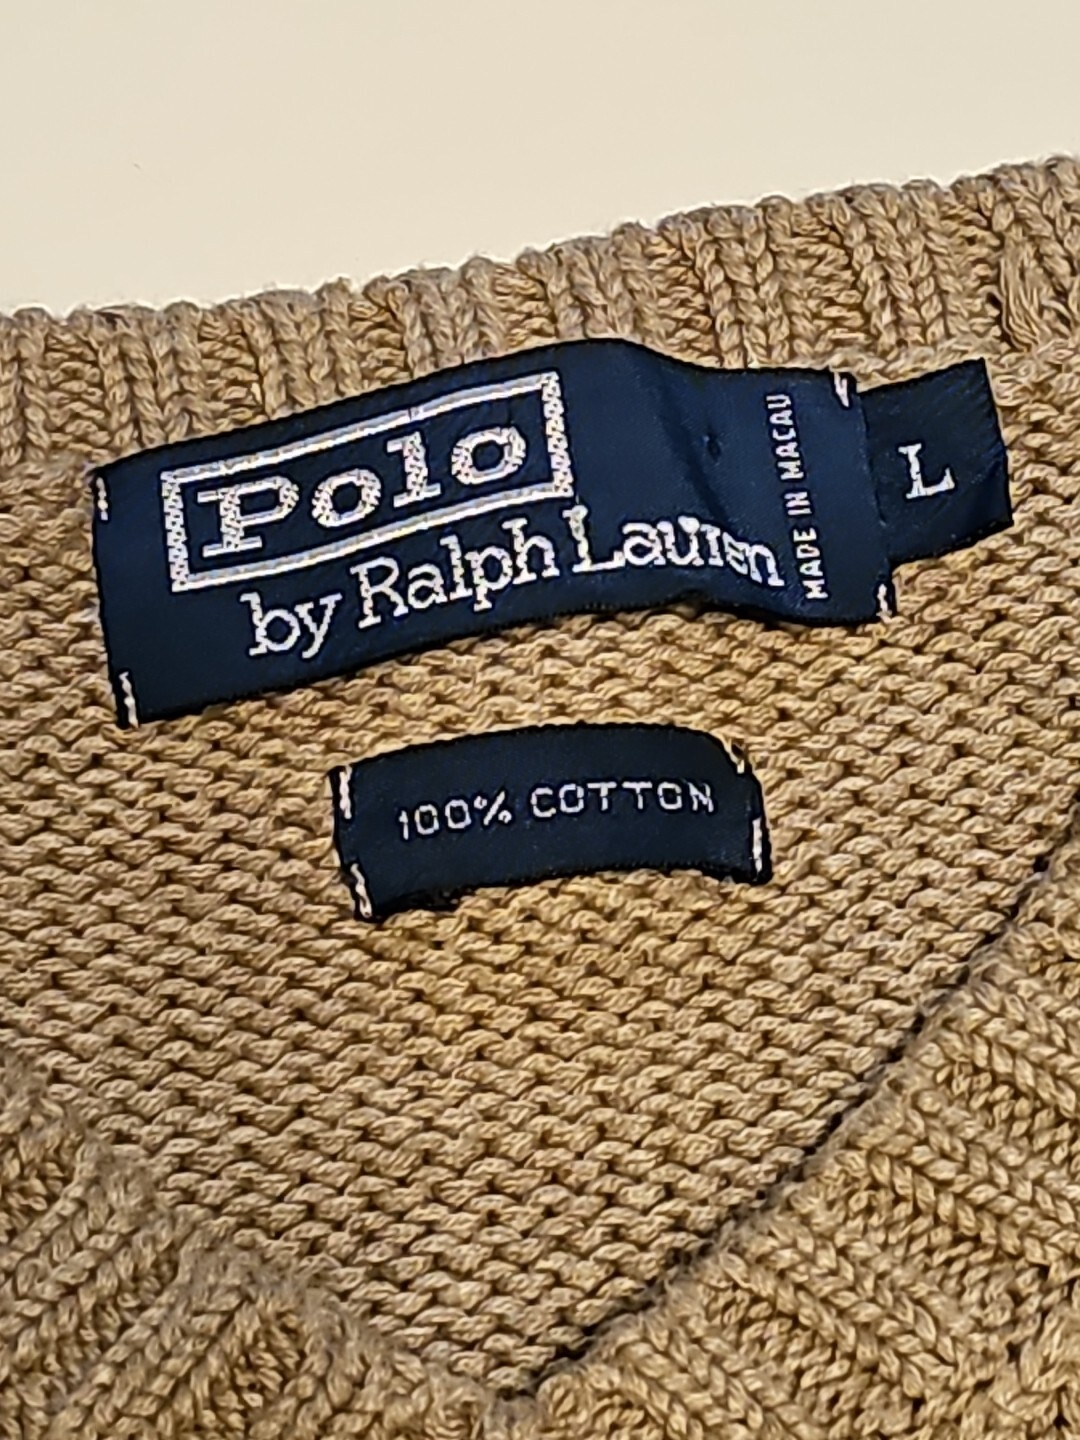 Polo
by Ralph Lauren
MADE IN MACAU
L
100% COTTON